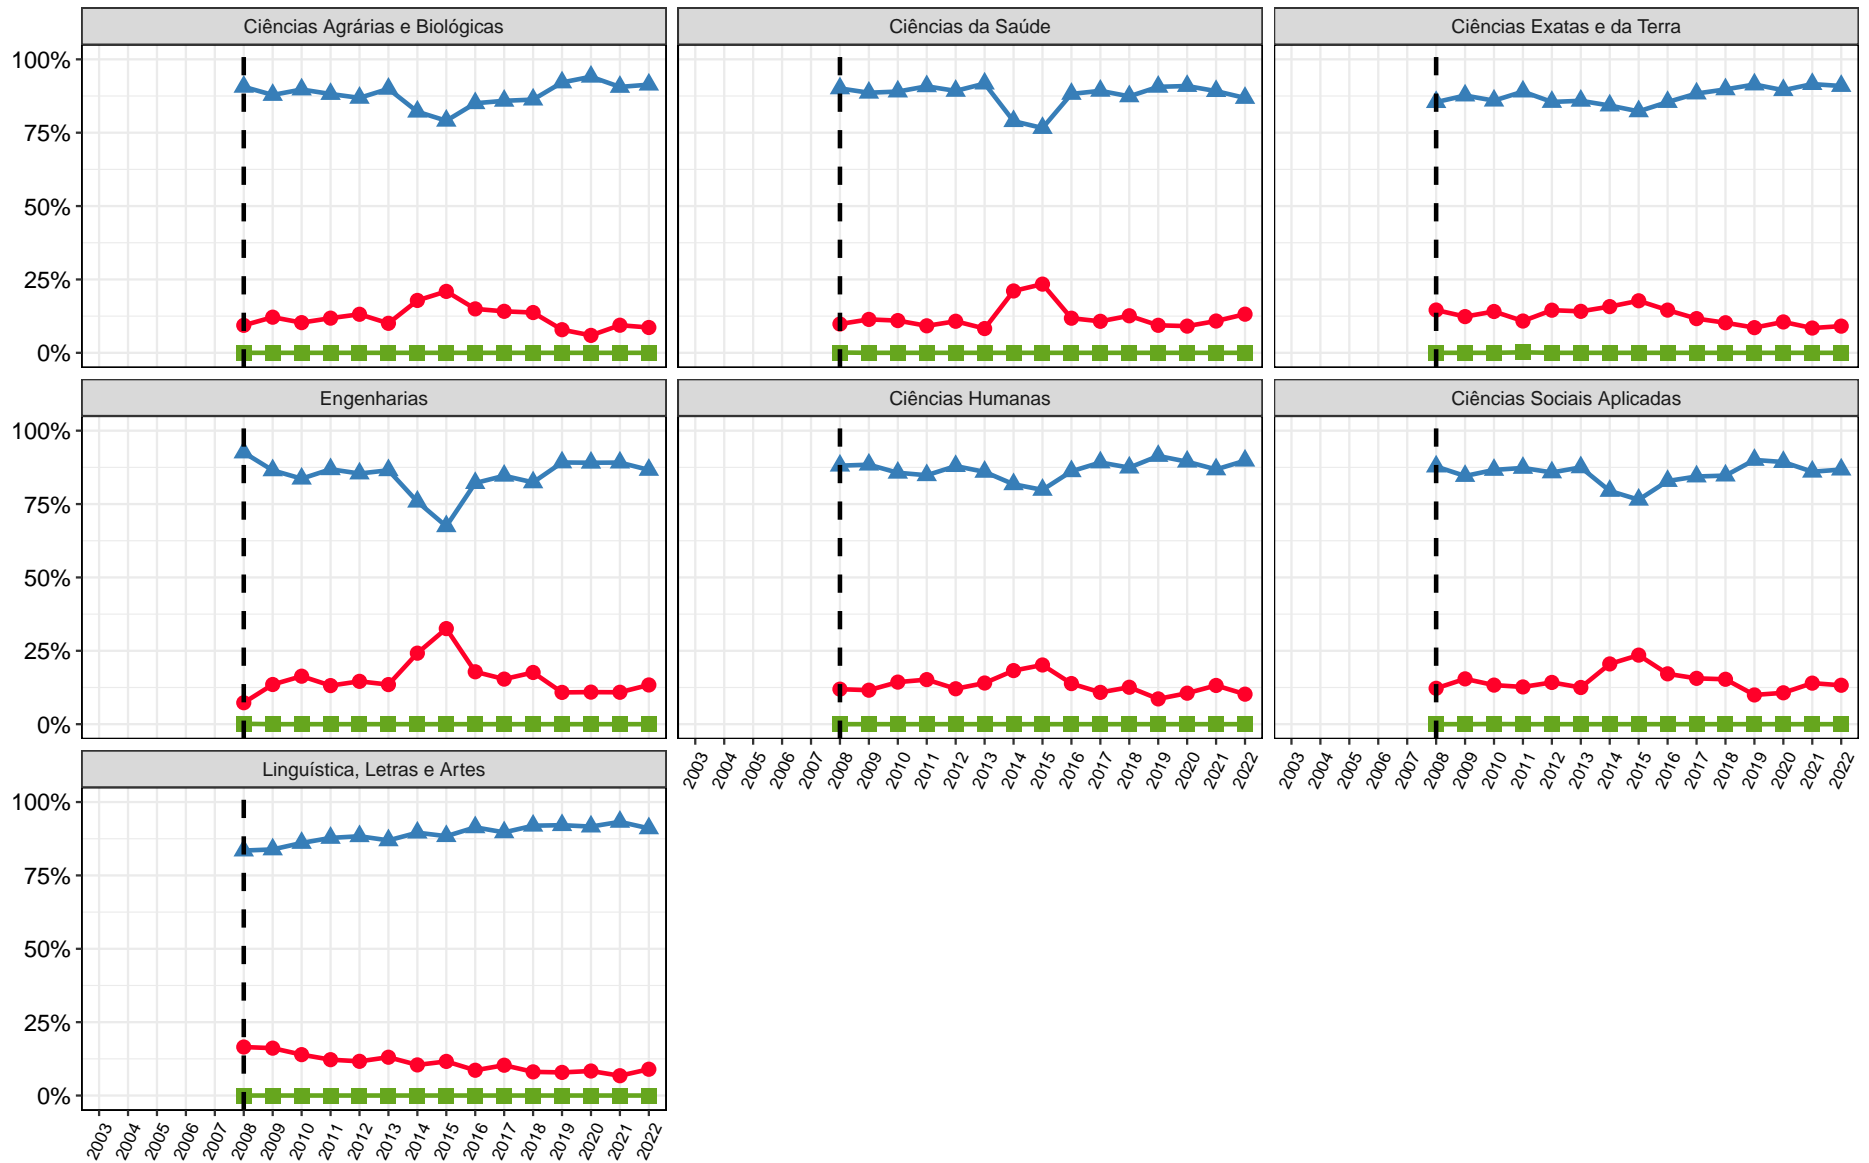 Ciências Agrárias e Biológicas
Ciências da Saúde
Ciências Exatas e da Terra
100%
75%
50%
25%
0%
Engenharias
Ciências Humanas
Ciências Sociais Aplicadas
100%
75%
50%
25%
0%
2003 2004 2005 2006 2007 2008 2009 2010 2011 2012 2013 2014 2015 2016 2017 2018 2019 2020 2021 2022
2003 2004 2005 2006 2007 2008 2009 2010 2011 2012 2013 2014 2015 2016 2017 2018 2019 2020 2021 2022
Linguística, Letras e Artes
100%
75%
50%
25%
0%
2003 2004 2005 2006 2007 2008 2009 2010 2011 2012 2013 2014 2015 2016 2017 2018 2019 2020 2021 2022